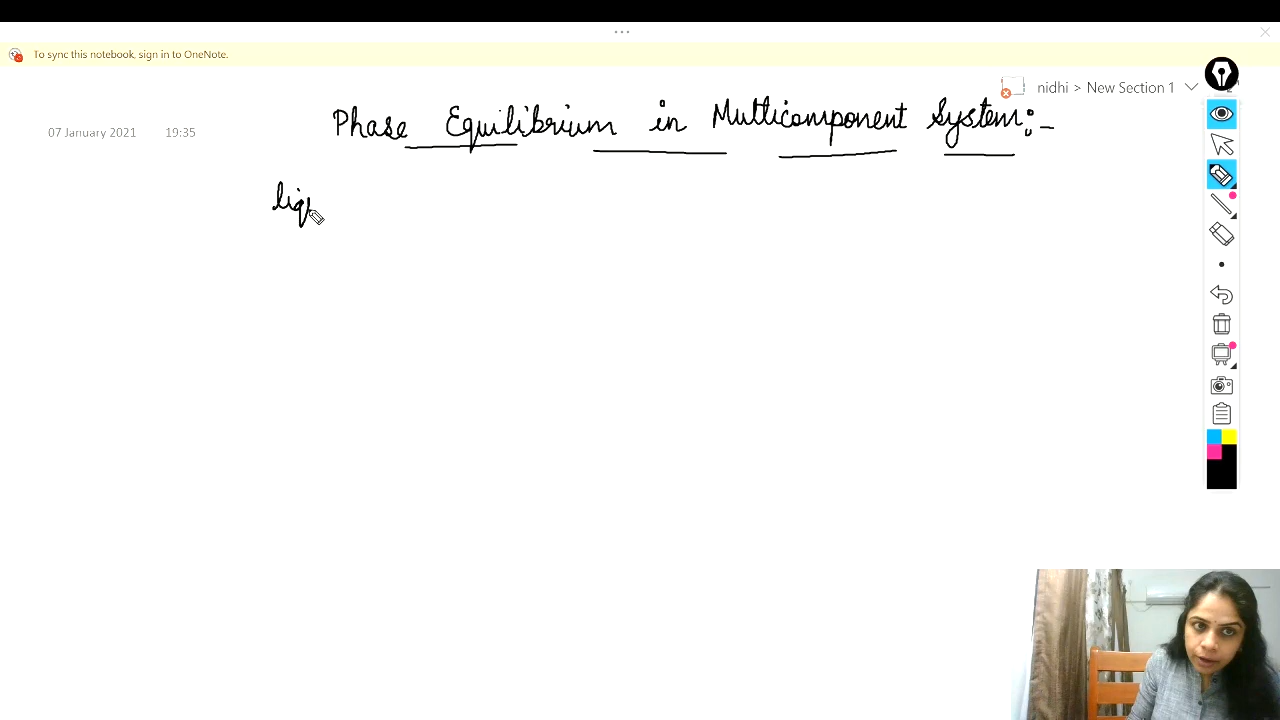 To sync this notebook, sign in to OneNote.
nidhi > New Section 1
Phase Equilibrium in Multicomponent System:-
07 January 2021 19:35
liq